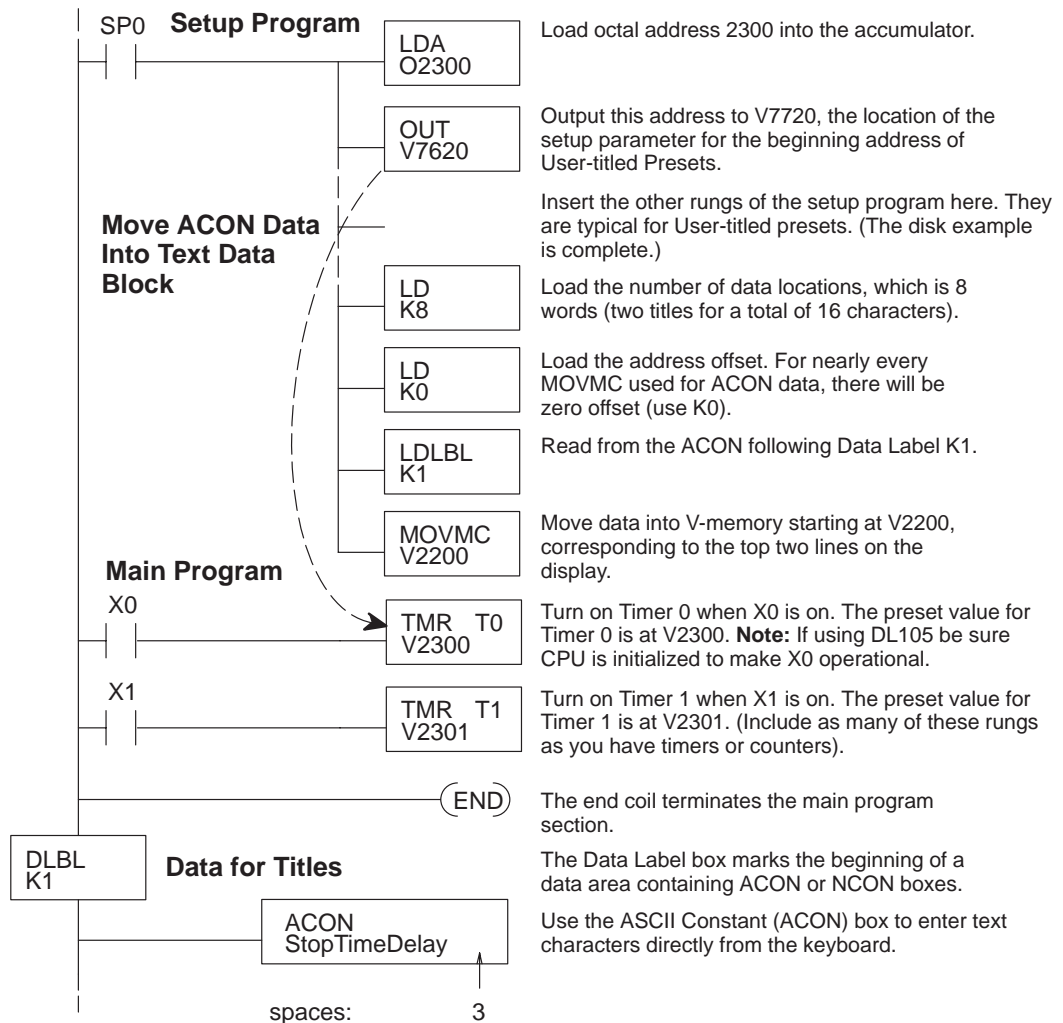 SP0
Setup Program
LDA
O2300
Load octal address 2300 into the accumulator.
OUT
V7620
Output this address to V7720, the location of the
setup parameter for the beginning address of
User-titled Presets.
Move ACON Data
Into Text Data
Block
Insert the other rungs of the setup program here. They
are typical for User-titled presets. (The disk example
is complete.)
LD
K8
Load the number of data locations, which is 8
words (two titles for a total of 16 characters).
LD
K0
Load the address offset. For nearly every
MOVMC used for ACON data, there will be
zero offset (use K0).
LDLBL
K1
Read from the ACON following Data Label K1.
MOVMC
V2200
Move data into V-memory starting at V2200,
corresponding to the top two lines on the
display.
Main Program
X0
TMR T0
V2300
Turn on Timer 0 when X0 is on. The preset value for
Timer 0 is at V2300. Note: If using DL105 be sure
CPU is initialized to make X0 operational.
X1
TMR T1
V2301
Turn on Timer 1 when X1 is on. The preset value for
Timer 1 is at V2301. (Include as many of these rungs
as you have timers or counters).
END
The end coil terminates the main program
section.
DLBL
K1
Data for Titles
The Data Label box marks the beginning of a
data area containing ACON or NCON boxes.
ACON
StopTimeDelay
Use the ASCII Constant (ACON) box to enter text
characters directly from the keyboard.
spaces: 3